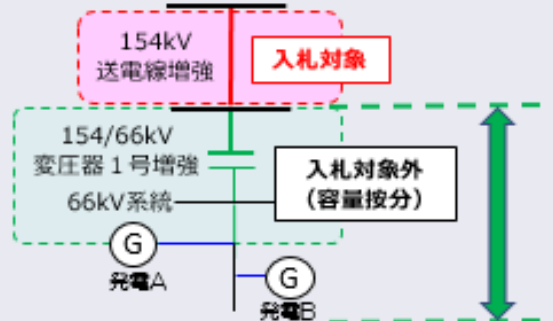 154kV
送電線増強
入札対象
154/66kV
変圧器１号増強
66kV系統
入札対象外
（容量按分）
G
発電A
G
発電B